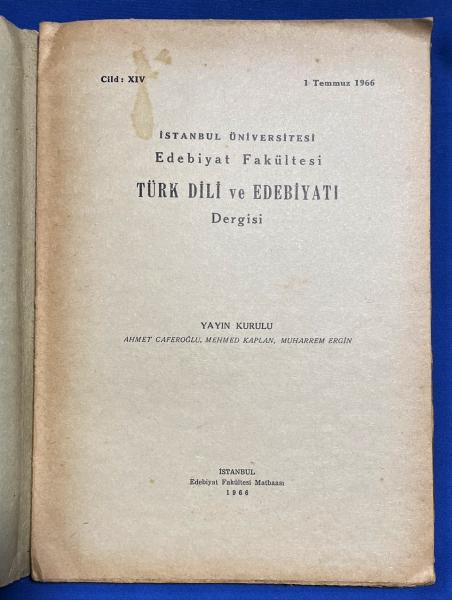 Cild: XIV
1 Temmuz 1966
İSTANBUL ÜNİVERSİTESİ
Edebiyat Fakültesi
TÜRK DİLİ ve EDEBİYATI
Dergisi
YAYIN KURULU
AHMET CAFEROĞLU, MEHMED KAPLAN, MUHARREM ERGİN
İSTANBUL
Edebiyat Fakültesi Matbaası
1966